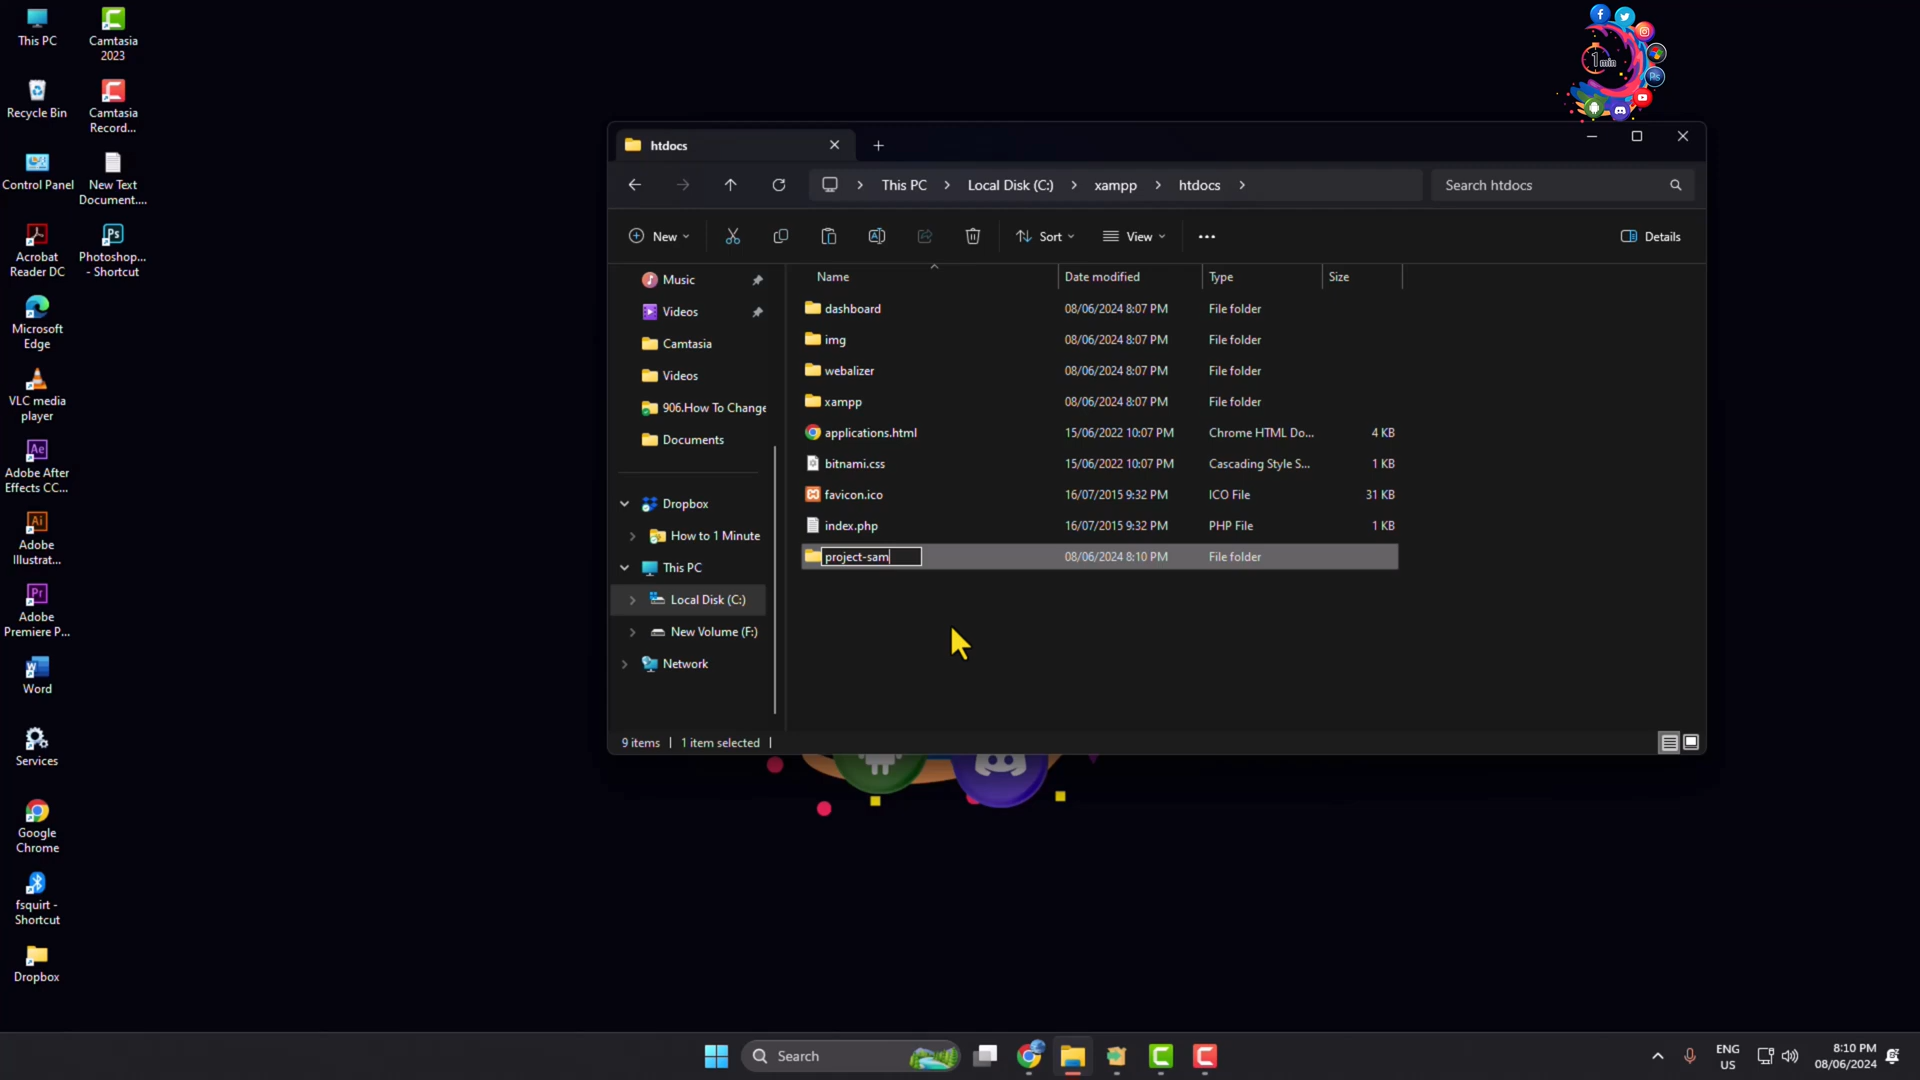 This PC
Camtasia
2023
Recycle Bin
Camtasia
Record...
Control Panel
New Text
Document....
Acrobat
Reader DC
Photoshop...
- Shortcut
Microsoft
Edge
VLC media
player
Adobe After
Effects CC...
Adobe
Illustrat...
Adobe
Premiere P...
Word
Services
Google
Chrome
fsquirt -
Shortcut
Dropbox
1 min
htdocs
This PC
Local Disk (C:)
xampp
htdocs
Search htdocs
New
Sort
View
Details
Music
Videos
Camtasia
Videos
906.How To Change
Documents
Dropbox
How to 1 Minute
This PC
Local Disk (C:)
New Volume (F:)
Network
Name Date modified Type Size
dashboard 08/06/2024 8:07 PM File folder
img 08/06/2024 8:07 PM File folder
webalizer 08/06/2024 8:07 PM File folder
xampp 08/06/2024 8:07 PM File folder
applications.html 15/06/2022 10:07 PM Chrome HTML Do... 4 KB
bitnami.css 15/06/2022 10:07 PM Cascading Style S... 1 KB
favicon.ico 16/07/2015 9:32 PM ICO File 31 KB
index.php 16/07/2015 9:32 PM PHP File 1 KB
project-sam 08/06/2024 8:10 PM File folder
9 items 1 item selected
Search
ENG
US
8:10 PM
08/06/2024